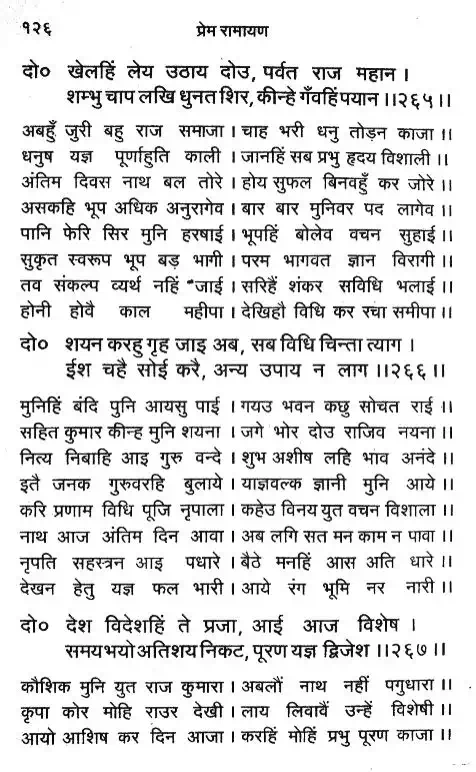 १२६ प्रेम रामायण
दो० खेलहिं लेय उठाय दोउ, पर्वत राज महान ।
शम्भु चाप लखि धुनत शिर, कीन्हे गँवहिं पयान ।।२६५।।
अबहुँ जुरी बहु राज समाजा । चाह भरी धनु तोड़न काजा ।।
धनुष यज्ञ पूर्णाहुति काली । जानहिं सब प्रभु हृदय विशाली ।।
अंतिम दिवस नाथ बल तोरे । होय सुफल बिनवहुँ कर जोरे ।।
असकहि भूप अधिक अनुरागेव । बार बार मुनिवर पद लागेव ।।
पानि फेरि सिर मुनि हरषाई । भूपहिं बोलेव वचन सुहाई ।।
सुकृत स्वरूप भूप बड़ भागी । परम भागवत ज्ञान विरागी ।।
तव संकल्प व्यर्थ नहिं जाई । सरिहैं शंकर सविधि भलाई ।।
होनी होवै काल महीपा । देखिहौ विधि कर रचा समीपा ।।
दो० शयन करहु गृह जाइ अब, सब विधि चिन्ता त्याग ।
ईश चहै सोई करै, अन्य उपाय न लाग ।।२६६।।
मुनिहिं बंदि पुनि आयसु पाई । गयउ भवन कछु सोचत राई ।।
सहित कुमार कीन्ह मुनि शयना । जगे भोर दोउ राजिव नयना ।।
नित्य निबाहि आइ गुरु वन्दे । शुभ अशीष लहि भाव अनंदे ।।
इतै जनक गुरुवरहि बुलाये । याज्ञवल्क ज्ञानी मुनि आये ।।
करि प्रणाम विधि पूजि नृपाला । कहेउ विनय युत वचन विशाला ।।
नाथ आज अंतिम दिन आवा । अब लगि सत मन काम न पावा ।।
नृपति सहस्त्रन आइ पधारे । बैठे मनहिं आस अति धारे ।।
देखन हेतु यज्ञ फल भारी । आये रंग भूमि नर नारी ।।
दो० देश विदेशहिं ते प्रजा, आई आज विशेष ।
समय भयो अतिशय निकट, पूरण यज्ञ द्विजेश ।।२६७।।
कौशिक मुनि युत राज कुमारा । अबलौं नाथ नहीं पगुधारा ।।
कृपा कोर मोहि राउर देखी । लाय लिवावैं उन्हें विशेषी ।।
आयो आशिष कर दिन आजा । करहिं मोहिं प्रभु पूरण काजा ।।